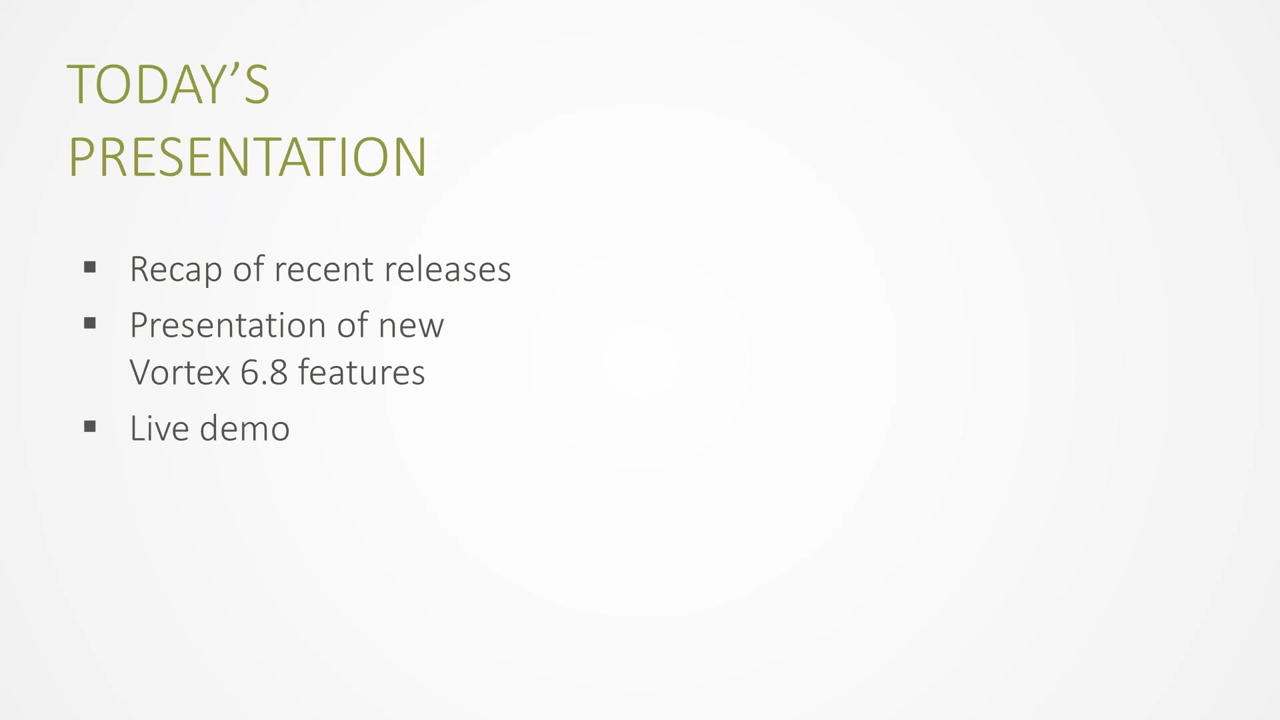 TODAY’S
PRESENTATION
▪ Recap of recent releases
▪ Presentation of new
Vortex 6.8 features
▪ Live demo